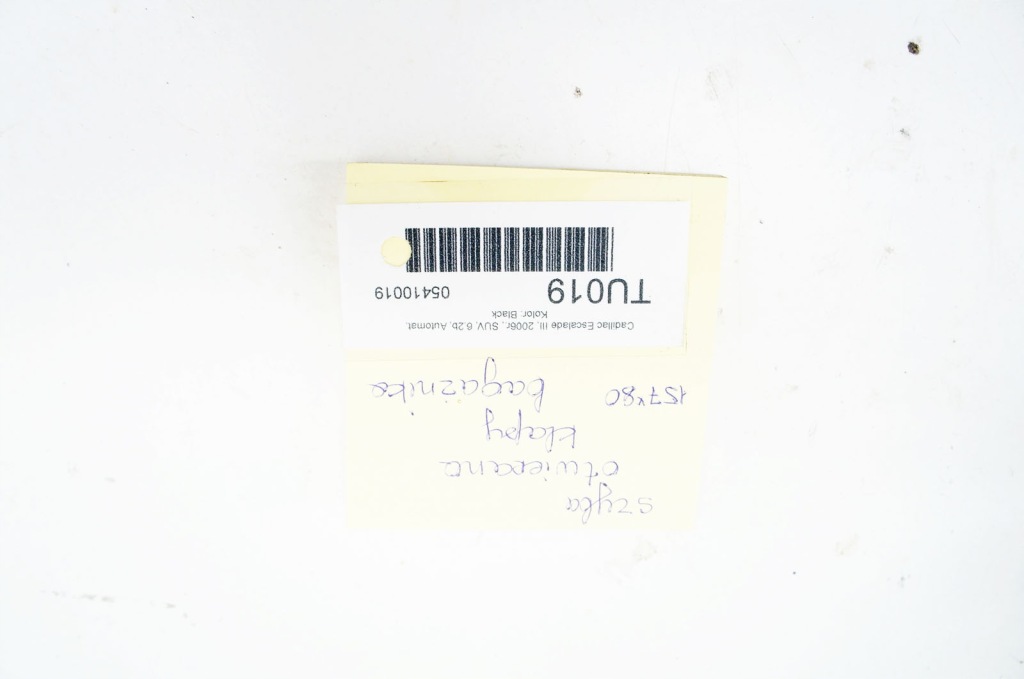 szyba
otwierana
klapy
157x80 bagażnika
Cadillac Escalade III, 2006r., SUV, 6.2b, Automat.
Kolor: Black
TU019 05410019